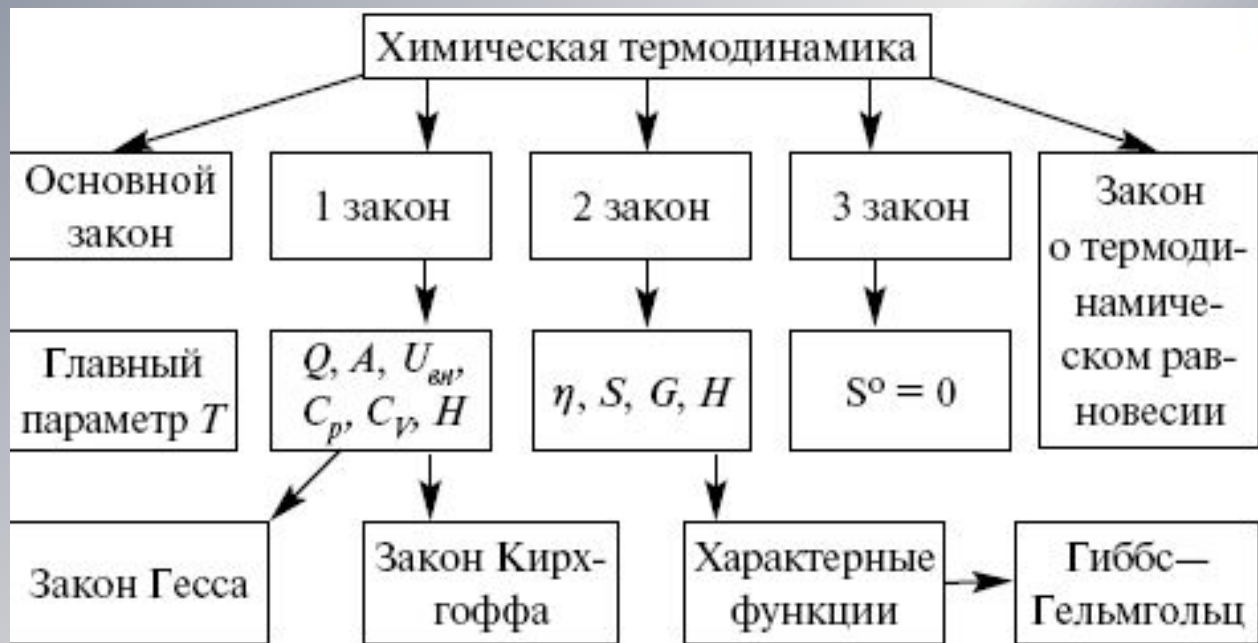 Химическая термодинамика
Основной
закон
1 закон
2 закон
3 закон
Закон
о термоди-
намиче-
ском рав-
новесии
Главный
параметр T
Q, A, Uвн,
Cp, CV, H
η, S, G, H
S° = 0
Закон Гесса
Закон Кирх-
гоффа
Характерные
функции
Гиббс—
Гельмгольц